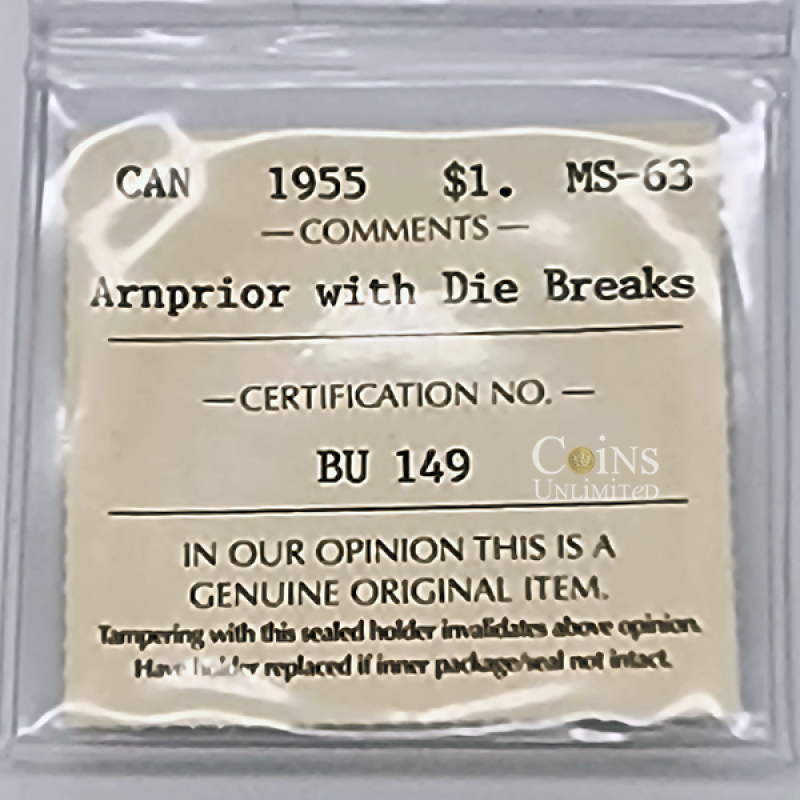 CAN 1955 $1. MS-63
—COMMENTS—
Arnprior with Die Breaks
—CERTIFICATION NO.—
BU 149
Coins
Unlimited
IN OUR OPINION THIS IS A
GENUINE ORIGINAL ITEM.
Tampering with this sealed holder invalidates above opinion.
Have holder replaced if inner package/seal not intact.